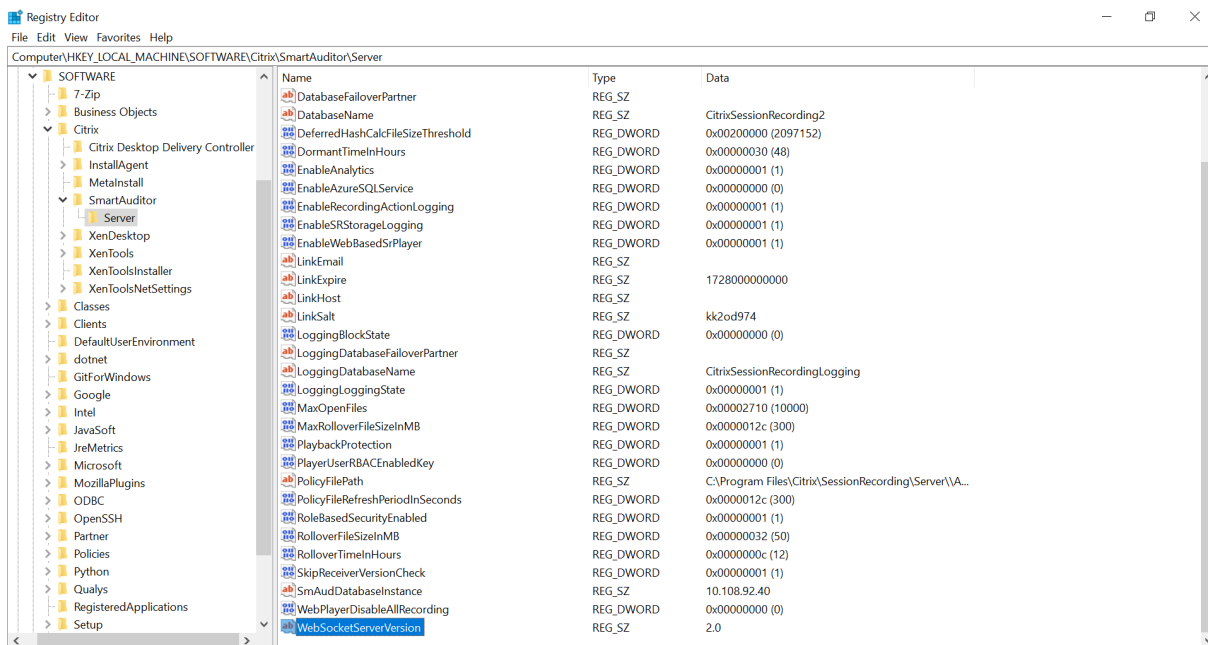 Registry Editor
File Edit View Favorites Help
Computer\HKEY_LOCAL_MACHINE\SOFTWARE\Citrix\SmartAuditor\Server
SOFTWARE
7-Zip
Business Objects
Citrix
Citrix Desktop Delivery Controller
InstallAgent
MetaInstall
SmartAuditor
Server
XenDesktop
XenTools
XenToolsInstaller
XenToolsNetSettings
Classes
Clients
DefaultUserEnvironment
dotnet
GitForWindows
Google
Intel
JavaSoft
JreMetrics
Microsoft
MozillaPlugins
ODBC
OpenSSH
Partner
Policies
Python
Qualys
RegisteredApplications
Setup
Name Type Data
DatabaseFailoverPartner REG_SZ
DatabaseName REG_SZ CitrixSessionRecording2
DeferredHashCalcFileSizeThreshold REG_DWORD 0x00200000 (2097152)
DormantTimeInHours REG_DWORD 0x00000030 (48)
EnableAnalytics REG_DWORD 0x00000001 (1)
EnableAzureSQLService REG_DWORD 0x00000000 (0)
EnableRecordingActionLogging REG_DWORD 0x00000001 (1)
EnableSRStorageLogging REG_DWORD 0x00000001 (1)
EnableWebBasedSrPlayer REG_DWORD 0x00000001 (1)
LinkEmail REG_SZ
LinkExpire REG_SZ 1728000000000
LinkHost REG_SZ
LinkSalt REG_SZ kk2od974
LoggingBlockState REG_DWORD 0x00000000 (0)
LoggingDatabaseFailoverPartner REG_SZ
LoggingDatabaseName REG_SZ CitrixSessionRecordingLogging
LoggingLoggingState REG_DWORD 0x00000001 (1)
MaxOpenFiles REG_DWORD 0x00002710 (10000)
MaxRolloverFileSizeInMB REG_DWORD 0x0000012c (300)
PlaybackProtection REG_DWORD 0x00000001 (1)
PlayerUserRBACEnabledKey REG_DWORD 0x00000000 (0)
PolicyFilePath REG_SZ C:\Program Files\Citrix\SessionRecording\Server\\A...
PolicyFileRefreshPeriodInSeconds REG_DWORD 0x0000012c (300)
RoleBasedSecurityEnabled REG_DWORD 0x00000001 (1)
RolloverFileSizeInMB REG_DWORD 0x00000032 (50)
RolloverTimeInHours REG_DWORD 0x0000000c (12)
SkipReceiverVersionCheck REG_DWORD 0x00000001 (1)
SmAudDatabaseInstance REG_SZ 10.108.92.40
WebPlayerDisableAllRecording REG_DWORD 0x00000000 (0)
WebSocketServerVersion REG_SZ 2.0